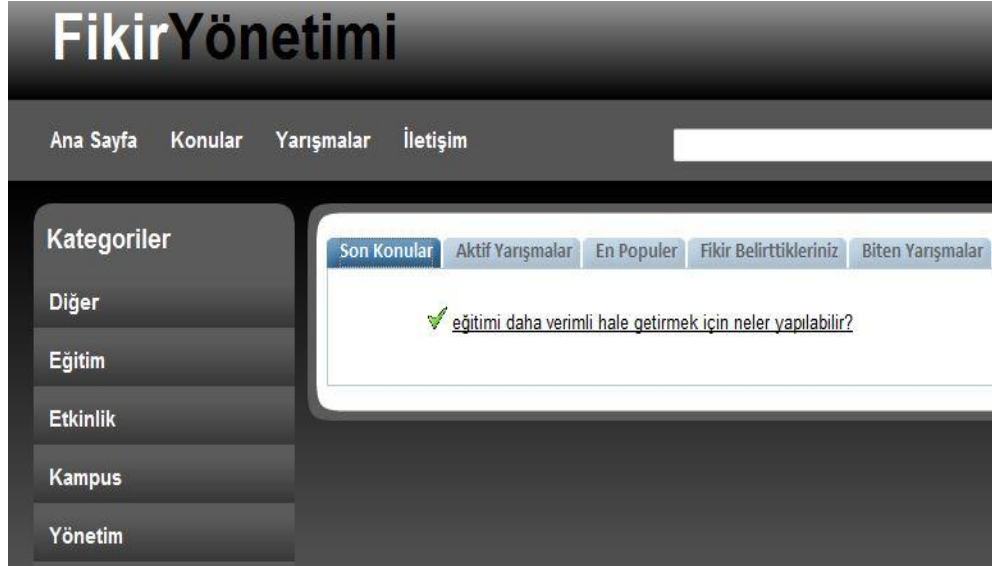 FikirYönetimi
Ana Sayfa Konular Yarışmalar İletişim
Kategoriler
Diğer
Eğitim
Etkinlik
Kampus
Yönetim
Son Konular Aktif Yarışmalar En Populer Fikir Belirttikleriniz Biten Yarışmalar
eğitimi daha verimli hale getirmek için neler yapılabilir?